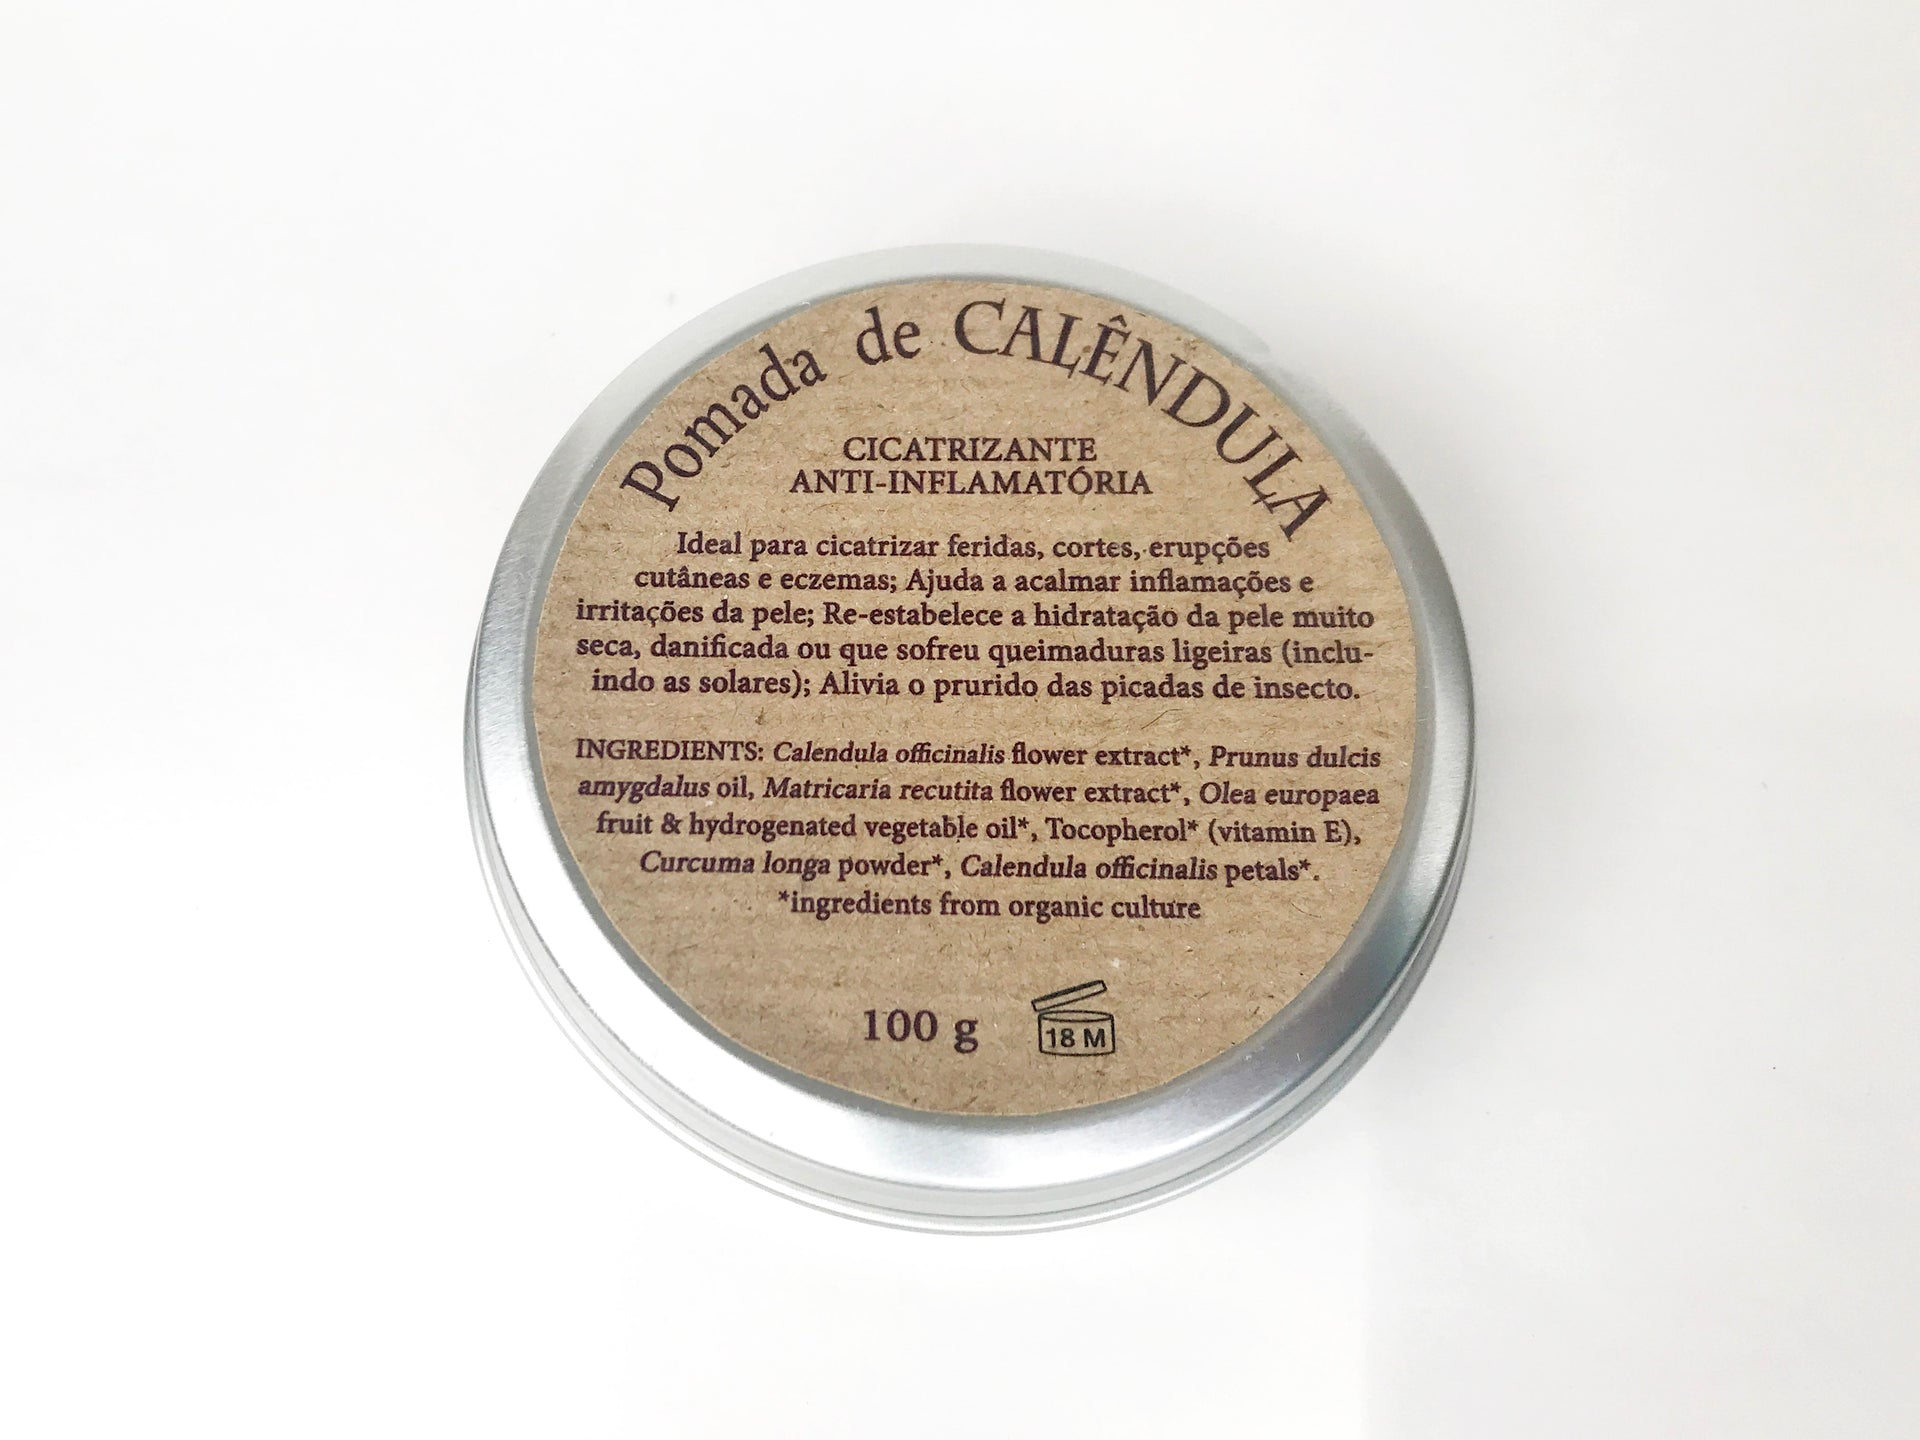 Pomada de CALÊNDULA
CICATRIZANTE
ANTI-INFLAMATÓRIA
Ideal para cicatrizar feridas, cortes, erupções
cutâneas e eczemas; Ajuda a acalmar inflamações e
irritações da pele; Re-estabelece a hidratação da pele muito
seca, danificada ou que sofreu queimaduras ligeiras (inclu-
indo as solares); Alivia o prurido das picadas de insecto.
INGREDIENTS: Calendula officinalis flower extract*, Prunus dulcis
amygdalus oil, Matricaria recutita flower extract*, Olea europaea
fruit & hydrogenated vegetable oil*, Tocopherol* (vitamin E),
Curcuma longa powder*, Calendula officinalis petals*.
*ingredients from organic culture
100 g
18 M